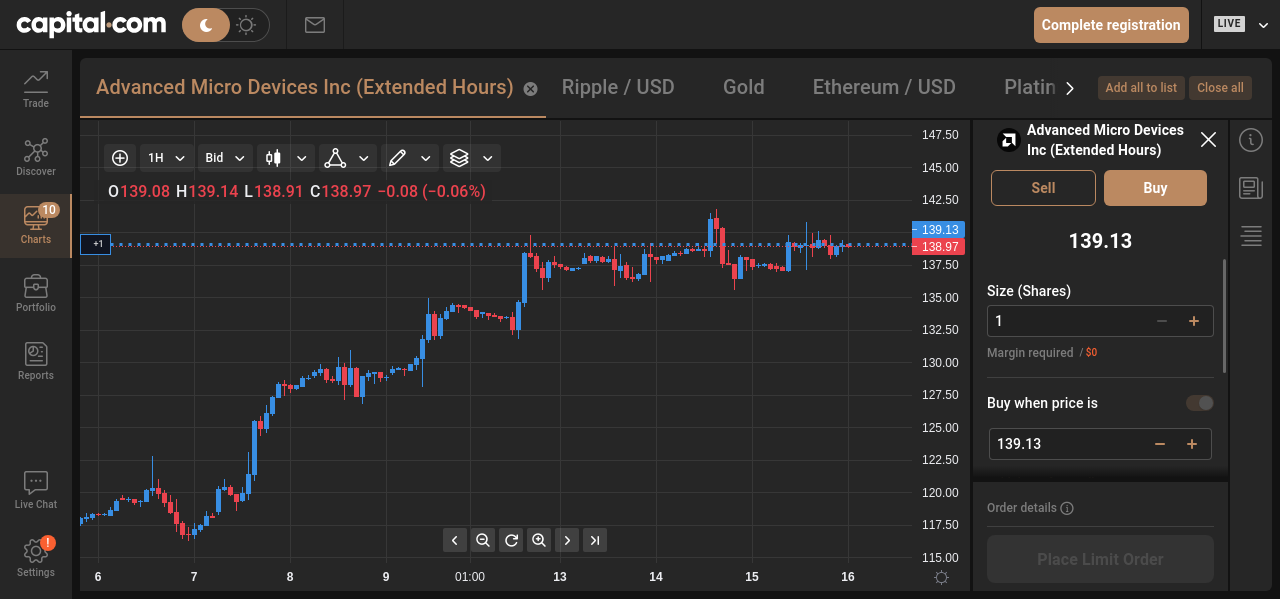 capital.com
Complete registration
LIVE
Trade
Discover
10
Charts
Portfolio
Reports
Live Chat
!
Settings
Advanced Micro Devices Inc (Extended Hours)
Ripple / USD
Gold
Ethereum / USD
Platin
Add all to list
Close all
1H
Bid
O139.08 H139.14 L138.91 C138.97 −0.08 (−0.06%)
+1
147.50
145.00
142.50
139.13
138.97
137.50
135.00
132.50
130.00
127.50
125.00
122.50
120.00
117.50
115.00
6 7 8 9 01:00 13 14 15 16
Advanced Micro Devices
Inc (Extended Hours)
Sell
Buy
139.13
Size (Shares)
1
Margin required / $0
Buy when price is
139.13
Order details
Place Limit Order